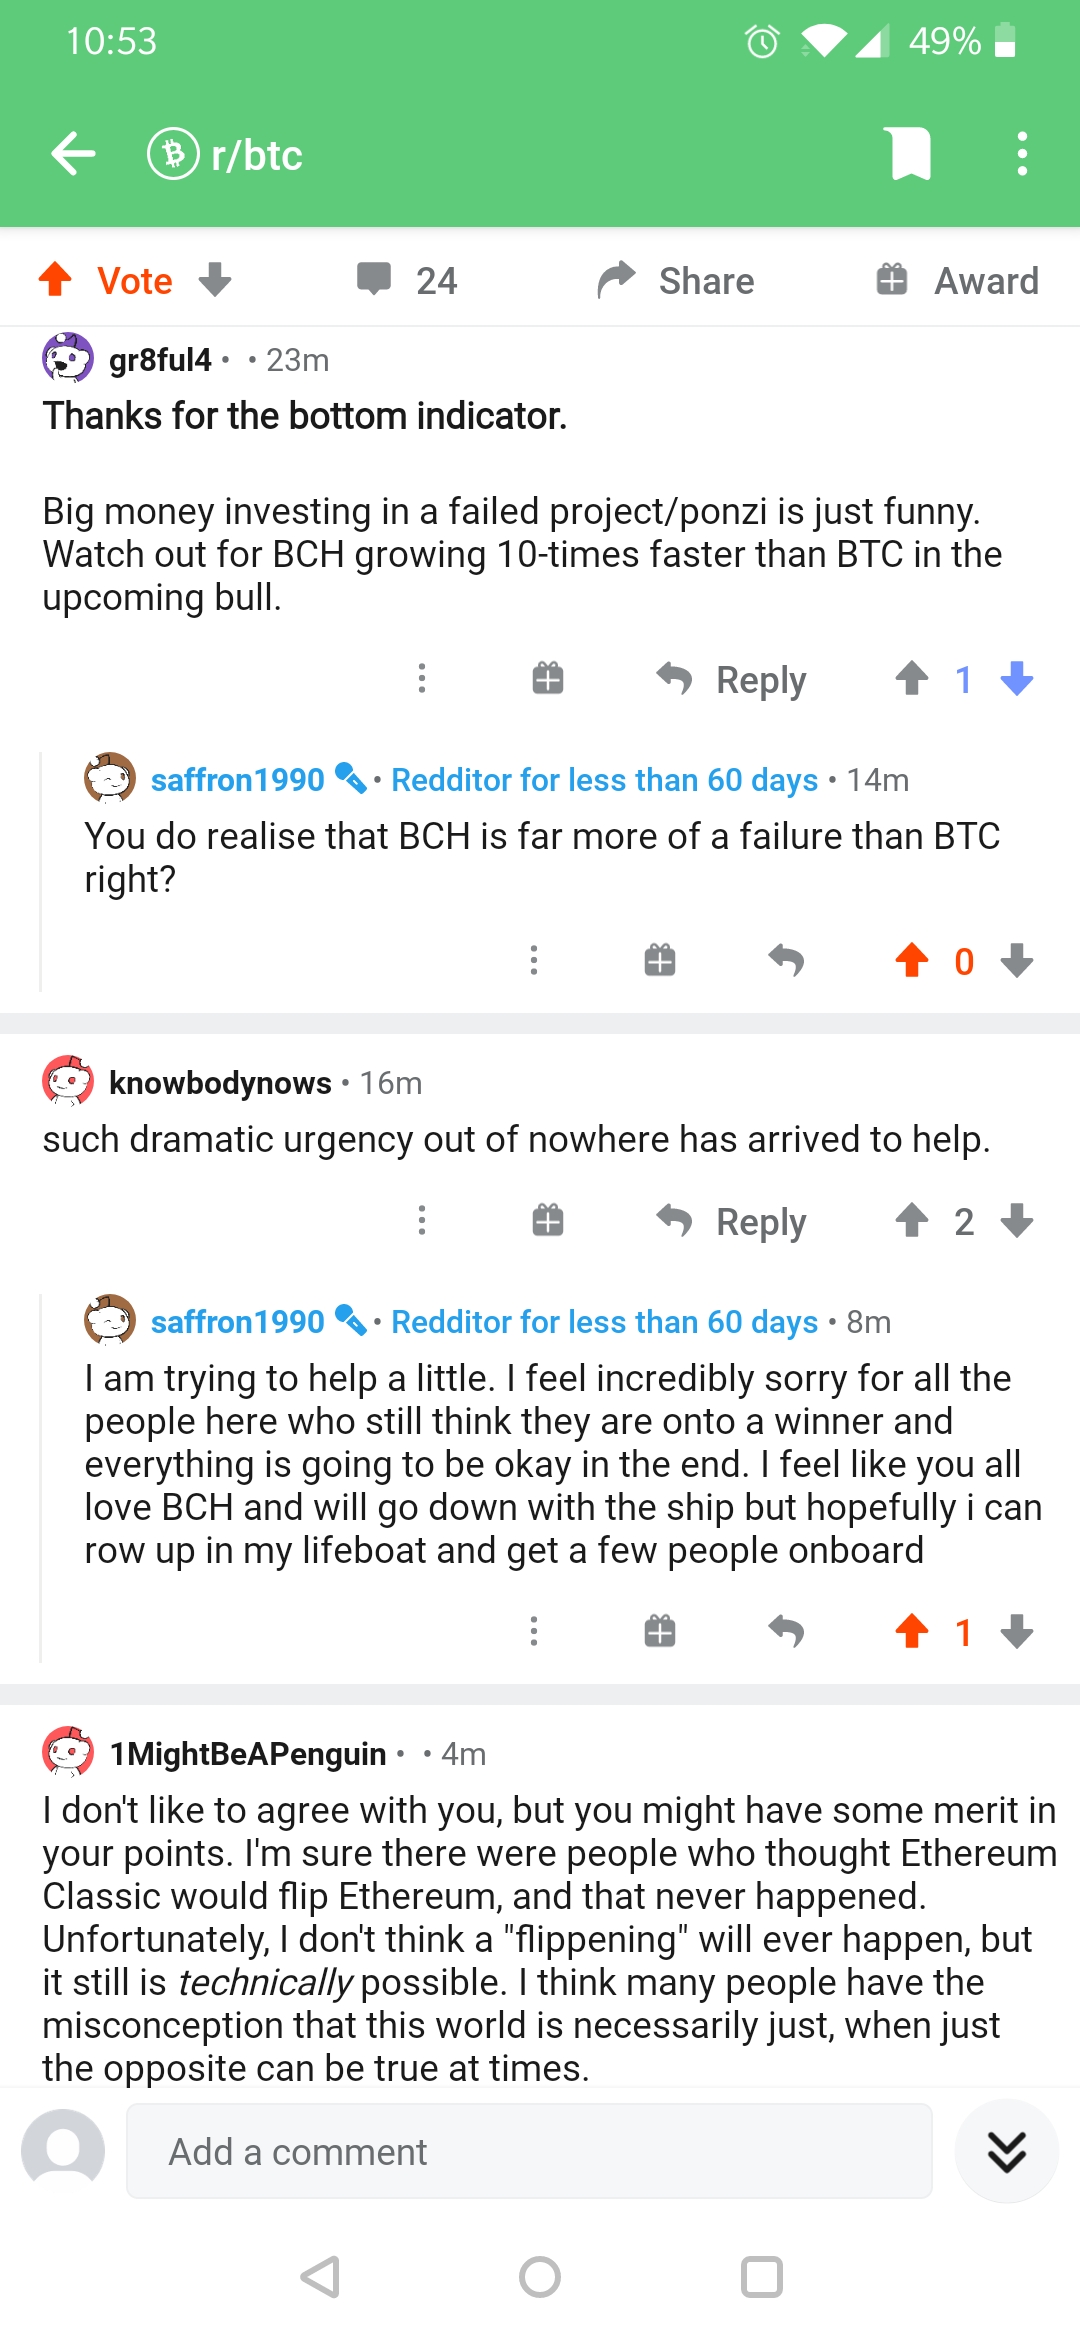 10:53
49%
r/btc
Vote
24
Share
Award
gr8ful4 • • 23m
Thanks for the bottom indicator.
Big money investing in a failed project/ponzi is just funny.
Watch out for BCH growing 10-times faster than BTC in the
upcoming bull.
Reply
1
saffron1990 • Redditor for less than 60 days • 14m
You do realise that BCH is far more of a failure than BTC
right?
0
knowbodynows • 16m
such dramatic urgency out of nowhere has arrived to help.
Reply
2
saffron1990 • Redditor for less than 60 days • 8m
I am trying to help a little. I feel incredibly sorry for all the
people here who still think they are onto a winner and
everything is going to be okay in the end. I feel like you all
love BCH and will go down with the ship but hopefully i can
row up in my lifeboat and get a few people onboard
1
1MightBeAPenguin • • 4m
I don't like to agree with you, but you might have some merit in
your points. I'm sure there were people who thought Ethereum
Classic would flip Ethereum, and that never happened.
Unfortunately, I don't think a "flippening" will ever happen, but
it still is technically possible. I think many people have the
misconception that this world is necessarily just, when just
the opposite can be true at times.
Add a comment